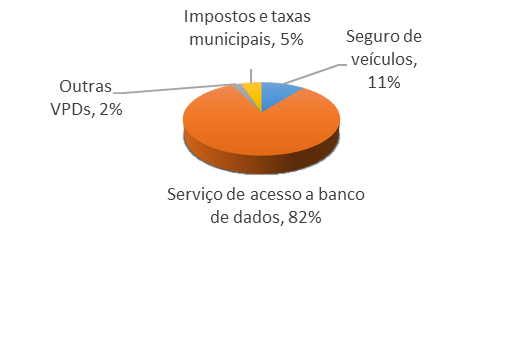 Impostos e taxas
municipais, 5%
Seguro de
veículos,
11%
Outras
VPDs, 2%
Serviço de acesso a banco
de dados, 82%